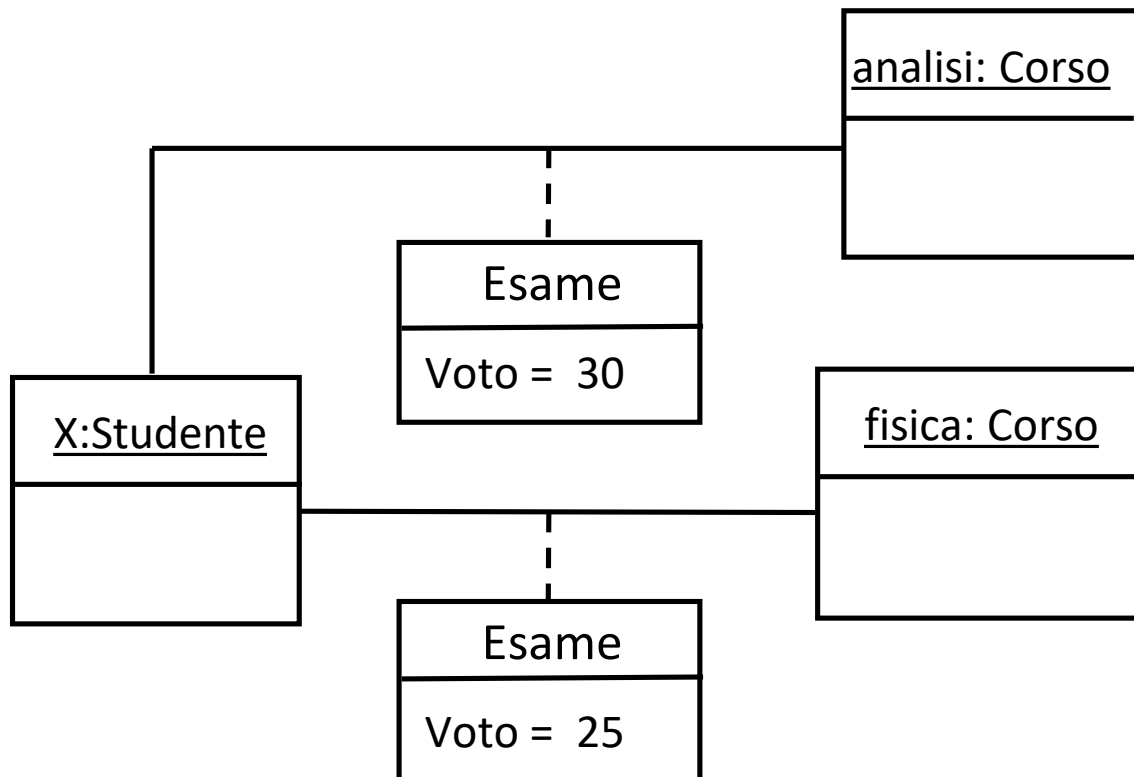 analisi: Corso
Esame
Voto = 30
X:Studente
fisica: Corso
Esame
Voto = 25